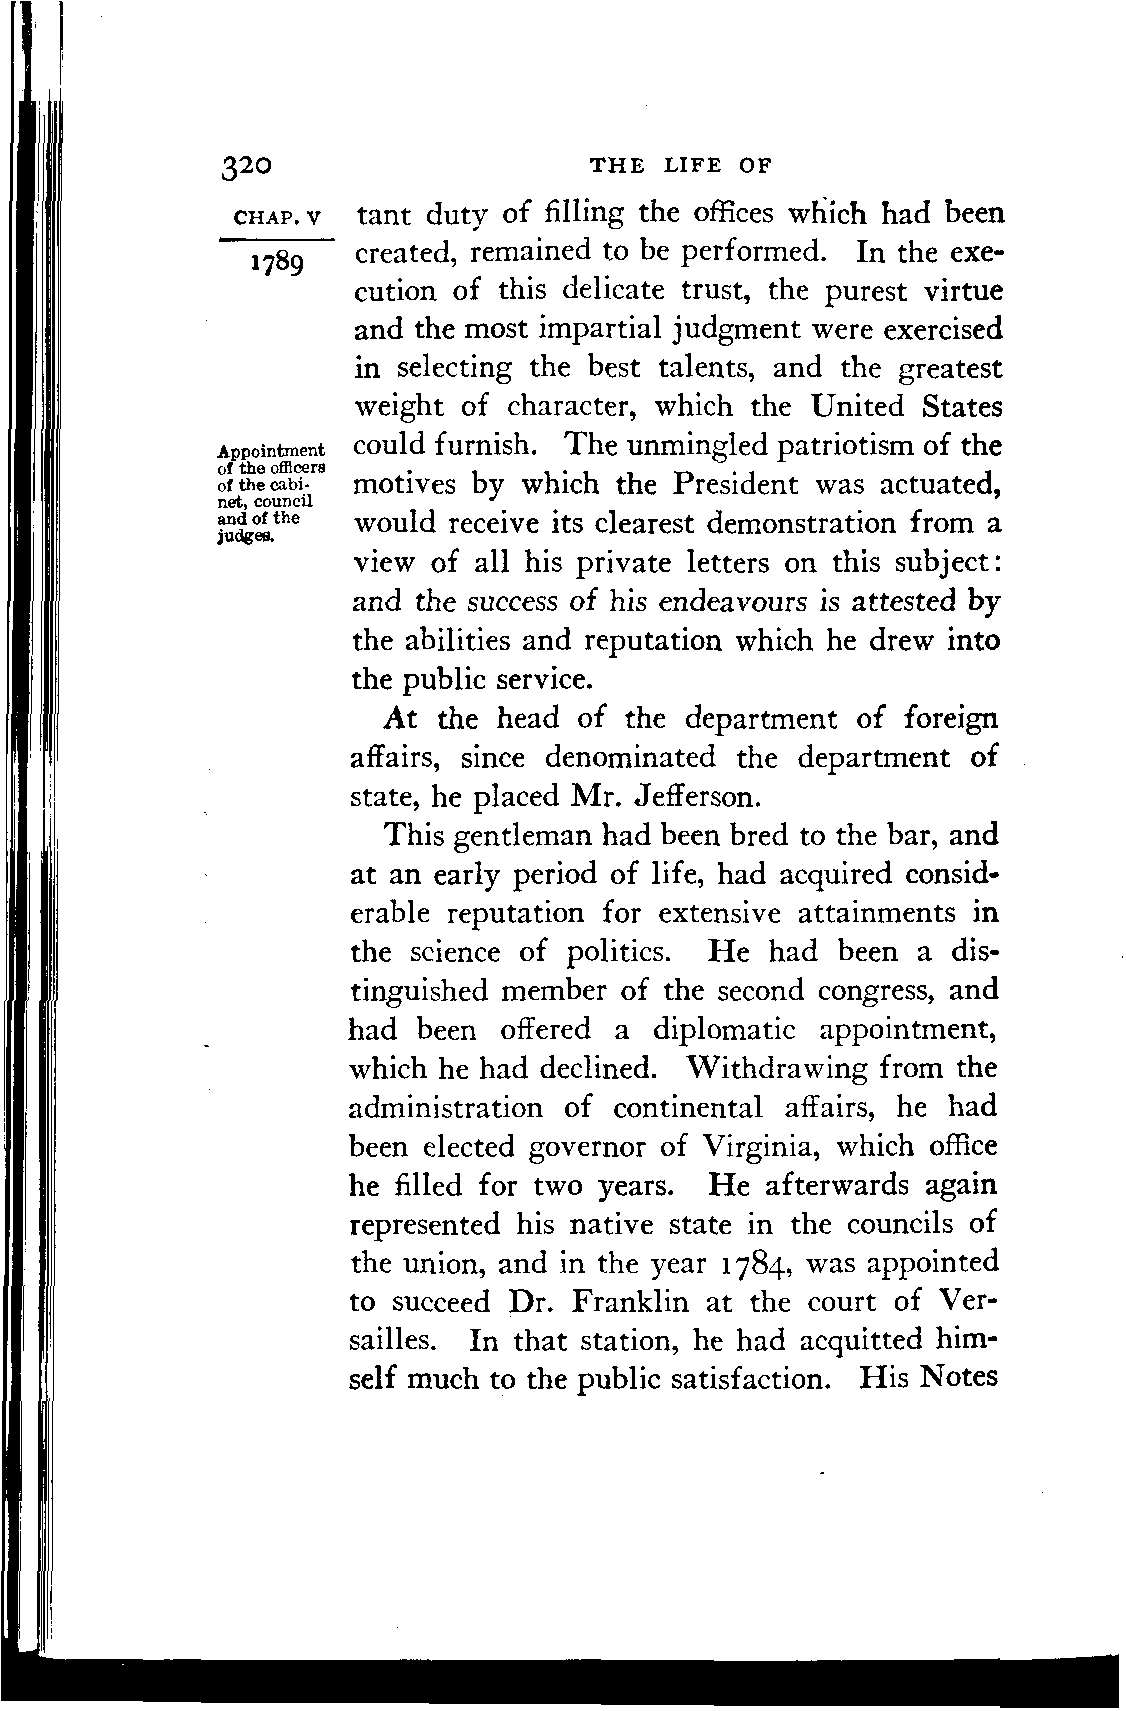 320 THE LIFE OF
CHAP. V
1789
tant duty of filling the offices which had been
created, remained to be performed. In the exe-
cution of this delicate trust, the purest virtue
and the most impartial judgment were exercised
in selecting the best talents, and the greatest
weight of character, which the United States
Appointment
of the officers
of the cabi-
net, council
and of the
judges.
could furnish. The unmingled patriotism of the
motives by which the President was actuated,
would receive its clearest demonstration from a
view of all his private letters on this subject:
and the success of his endeavours is attested by
the abilities and reputation which he drew into
the public service.
At the head of the department of foreign
affairs, since denominated the department of
state, he placed Mr. Jefferson.
This gentleman had been bred to the bar, and
at an early period of life, had acquired consid-
erable reputation for extensive attainments in
the science of politics. He had been a dis-
tinguished member of the second congress, and
had been offered a diplomatic appointment,
which he had declined. Withdrawing from the
administration of continental affairs, he had
been elected governor of Virginia, which office
he filled for two years. He afterwards again
represented his native state in the councils of
the union, and in the year 1784, was appointed
to succeed Dr. Franklin at the court of Ver-
sailles. In that station, he had acquitted him-
self much to the public satisfaction. His Notes